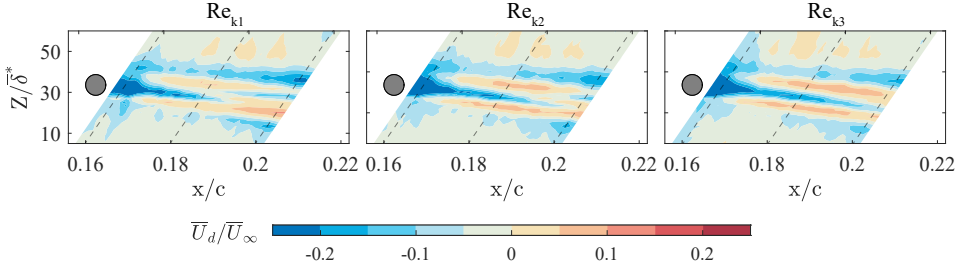 Re_k1 Re_k2 Re_k3
50
30
10
Z/δ̅*
0.16 0.18 0.2 0.22 0.16 0.18 0.2 0.22 0.16 0.18 0.2 0.22
x/c x/c x/c
U̅_d/U̅_∞
-0.2 -0.1 0 0.1 0.2